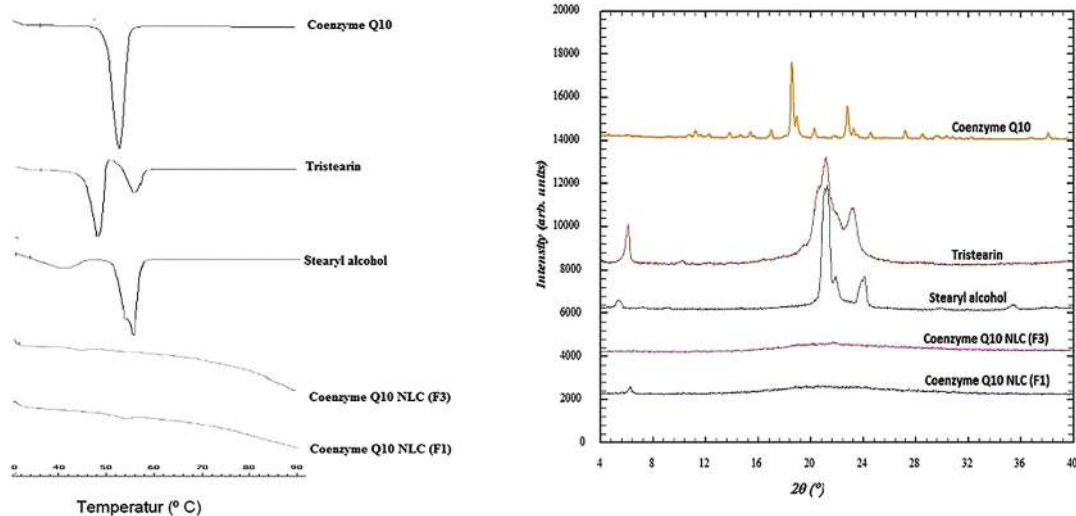 Coenzyme Q10
Tristearin
Stearyl alcohol
Coenzyme Q10 NLC (F3)
Coenzyme Q10 NLC (F1)
0 40 50 60 70 80 90
Temperatur (º C)
20000
18000
16000
14000
12000
10000
8000
6000
4000
2000
0
Intensity (arb. units)
Coenzyme Q10
Tristearin
Stearyl alcohol
Coenzyme Q10 NLC (F3)
Coenzyme Q10 NLC (F1)
4 8 12 16 20 24 28 32 36 40
2θ (º)